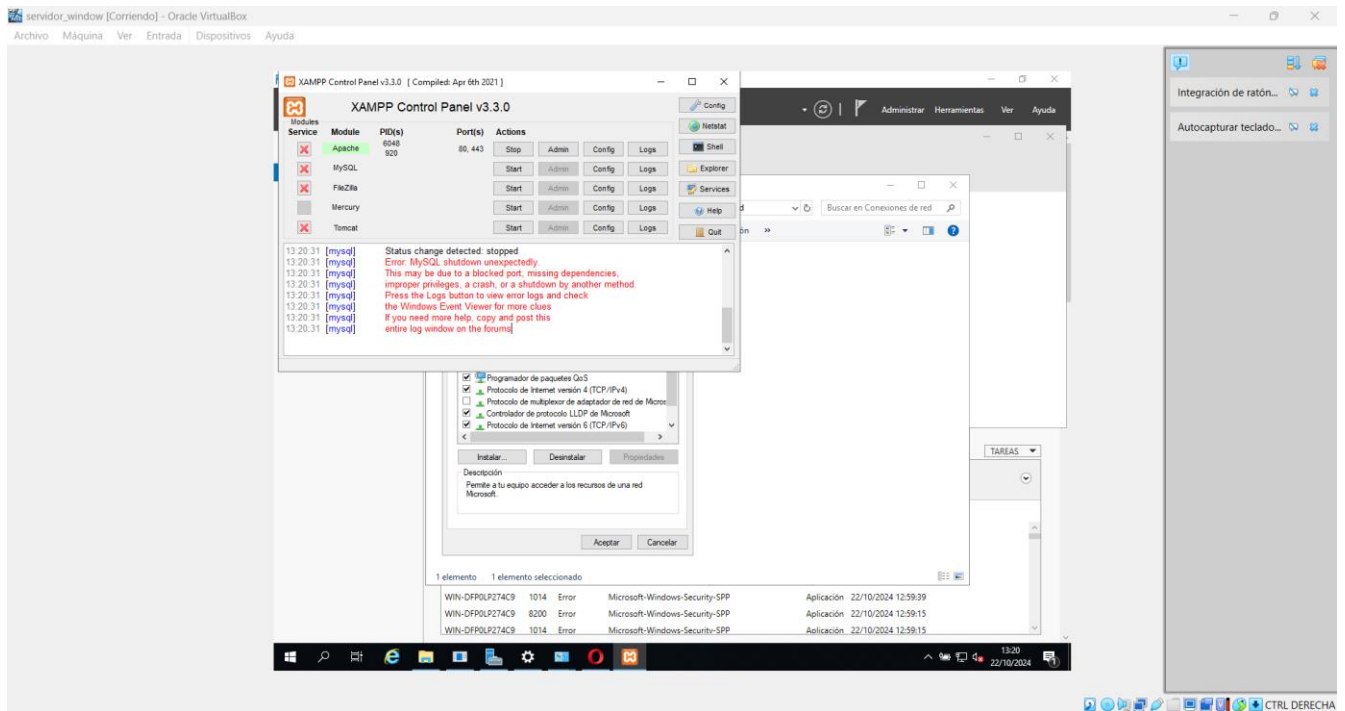 servidor_window [Corriendo] - Oracle VirtualBox
Archivo Máquina Ver Entrada Dispositivos Ayuda
XAMPP Control Panel v3.3.0 [ Compiled: Apr 6th 2021 ]
XAMPP Control Panel v3.3.0
Config
Modules
Service Module PID(s) Port(s) Actions
Netstat
Apache 6048 920 80, 443 Stop Admin Config Logs Shell
MySQL Start Admin Config Logs Explorer
FileZilla Start Admin Config Logs Services
Mercury Start Admin Config Logs Help
Tomcat Start Admin Config Logs Quit
13:20:31 [mysql] Status change detected: stopped
13:20:31 [mysql] Error: MySQL shutdown unexpectedly.
13:20:31 [mysql] This may be due to a blocked port, missing dependencies,
13:20:31 [mysql] improper privileges, a crash, or a shutdown by another method.
13:20:31 [mysql] Press the Logs button to view error logs and check
13:20:31 [mysql] the Windows Event Viewer for more clues
13:20:31 [mysql] If you need more help, copy and post this
13:20:31 [mysql] entire log window on the forums
Administrar Herramientas Ver Ayuda
Buscar en Conexiones de red
ón »
Integración de ratón...
Autocapturar teclado...
Programador de paquetes QoS
Protocolo de Internet versión 4 (TCP/IPv4)
Protocolo de multiplexor de adaptador de red de Micros
Controlador de protocolo LLDP de Microsoft
Protocolo de Internet versión 6 (TCP/IPv6)
Instalar... Desinstalar Propiedades
Descripción
Permite a tu equipo acceder a los recursos de una red
Microsoft.
Aceptar Cancelar
TAREAS
1 elemento 1 elemento seleccionado
WIN-DFP0LP274C9 1014 Error Microsoft-Windows-Security-SPP Aplicación 22/10/2024 12:59:39
WIN-DFP0LP274C9 8200 Error Microsoft-Windows-Security-SPP Aplicación 22/10/2024 12:59:15
WIN-DFP0LP274C9 1014 Error Microsoft-Windows-Security-SPP Aplicación 22/10/2024 12:59:15
13:20
22/10/2024
CTRL DERECHA